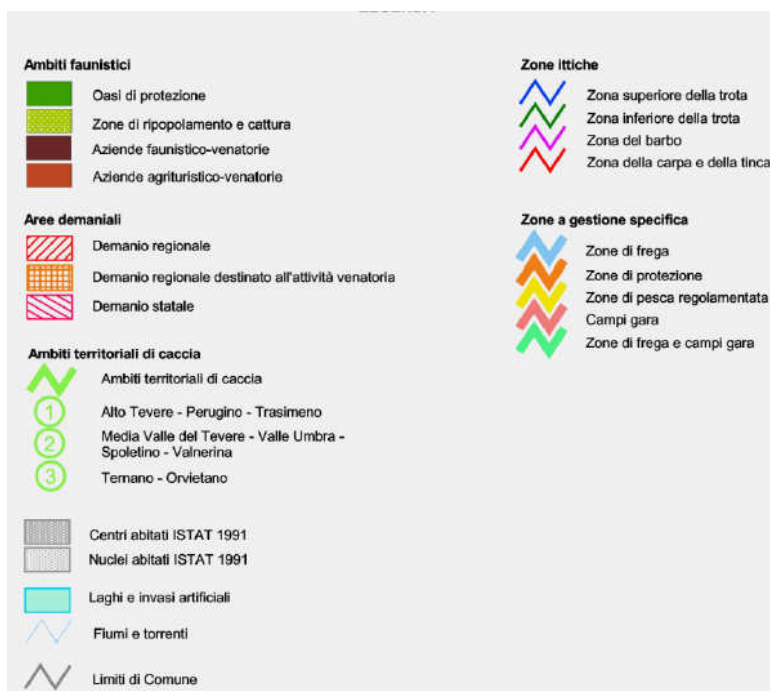 Ambiti faunistici
Oasi di protezione
Zone di ripopolamento e cattura
Aziende faunistico-venatorie
Aziende agrituristico-venatorie
Aree demaniali
Demanio regionale
Demanio regionale destinato all'attività venatoria
Demanio statale
Ambiti territoriali di caccia
Ambiti territoriali di caccia
1 Alto Tevere - Perugino - Trasimeno
2 Media Valle del Tevere - Valle Umbra -
Spoletino - Valnerina
3 Ternano - Orvietano
Centri abitati ISTAT 1991
Nuclei abitati ISTAT 1991
Laghi e invasi artificiali
Fiumi e torrenti
Limiti di Comune
Zone ittiche
Zona superiore della trota
Zona inferiore della trota
Zona del barbo
Zona della carpa e della tinca
Zone a gestione specifica
Zone di frega
Zone di protezione
Zone di pesca regolamentata
Campi gara
Zone di frega e campi gara